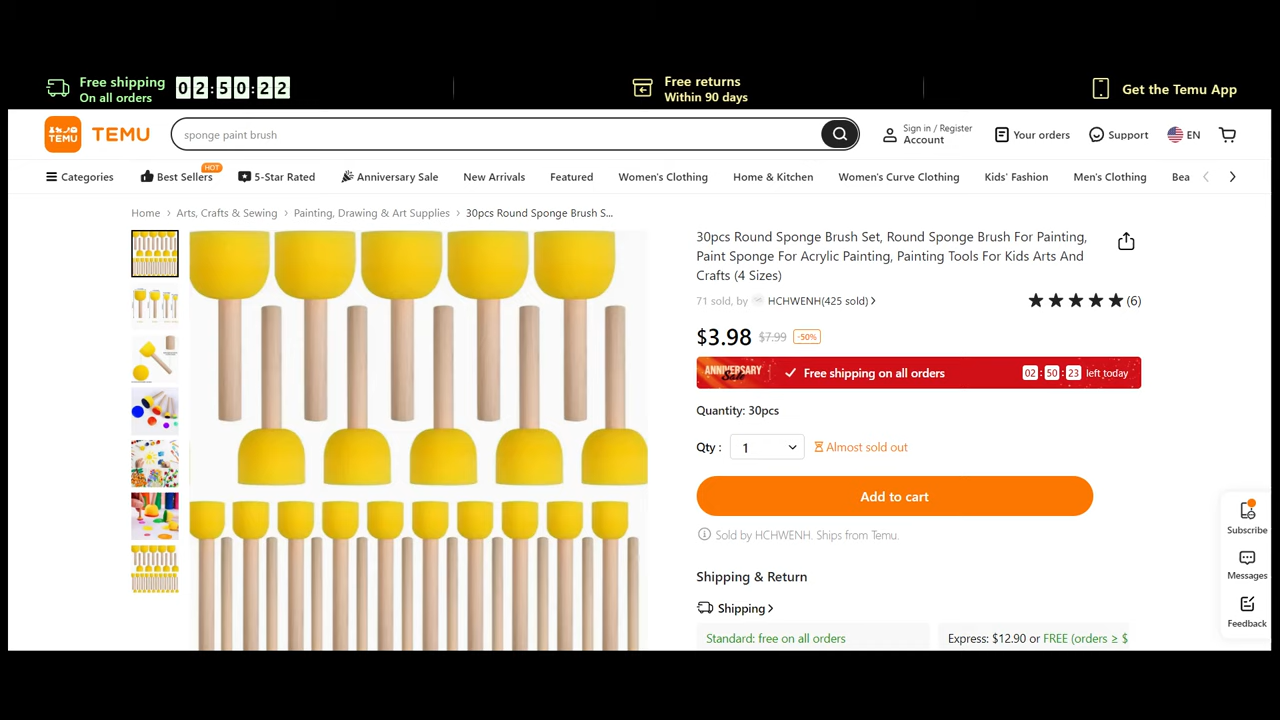 Free shipping
On all orders
02:50:22
Free returns
Within 90 days
Get the Temu App
TEMU
TEMU
sponge paint brush
Sign in / Register
Account
Your orders
Support
EN
Categories
Best Sellers
HOT
5-Star Rated
Anniversary Sale
New Arrivals
Featured
Women's Clothing
Home & Kitchen
Women's Curve Clothing
Kids' Fashion
Men's Clothing
Bea
Home > Arts, Crafts & Sewing > Painting, Drawing & Art Supplies > 30pcs Round Sponge Brush S...
30pcs Round Sponge Brush Set, Round Sponge Brush For Painting,
Paint Sponge For Acrylic Painting, Painting Tools For Kids Arts And
Crafts (4 Sizes)
71 sold, by HCHWENH(425 sold) >
(6)
$3.98 $7.99 -50%
ANNIVERSARY Sale
Free shipping on all orders
02:50:23 left today
Quantity: 30pcs
Qty : 1
Almost sold out
Add to cart
Sold by HCHWENH. Ships from Temu.
Shipping & Return
Shipping >
Standard: free on all orders
Express: $12.90 or FREE (orders ≥ $
Subscribe
Messages
Feedback